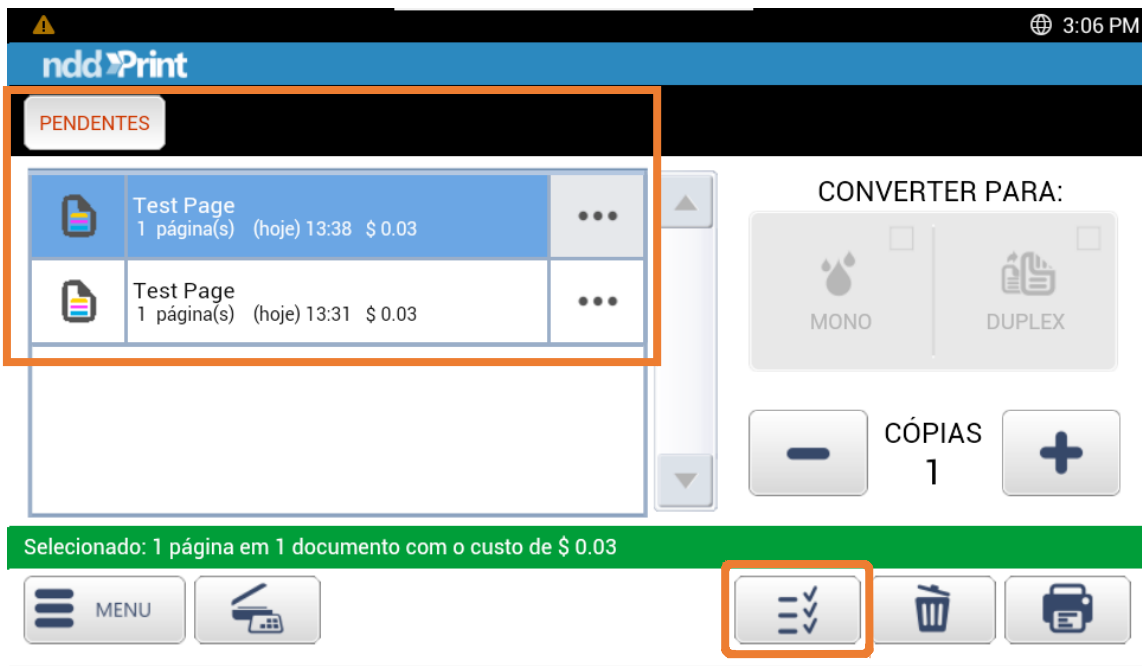 3:06 PM
ndd Print
PENDENTES
Test Page
1 página(s) (hoje) 13:38 $ 0.03
Test Page
1 página(s) (hoje) 13:31 $ 0.03
CONVERTER PARA:
MONO
DUPLEX
CÓPIAS
1
Selecionado: 1 página em 1 documento com o custo de $ 0.03
MENU